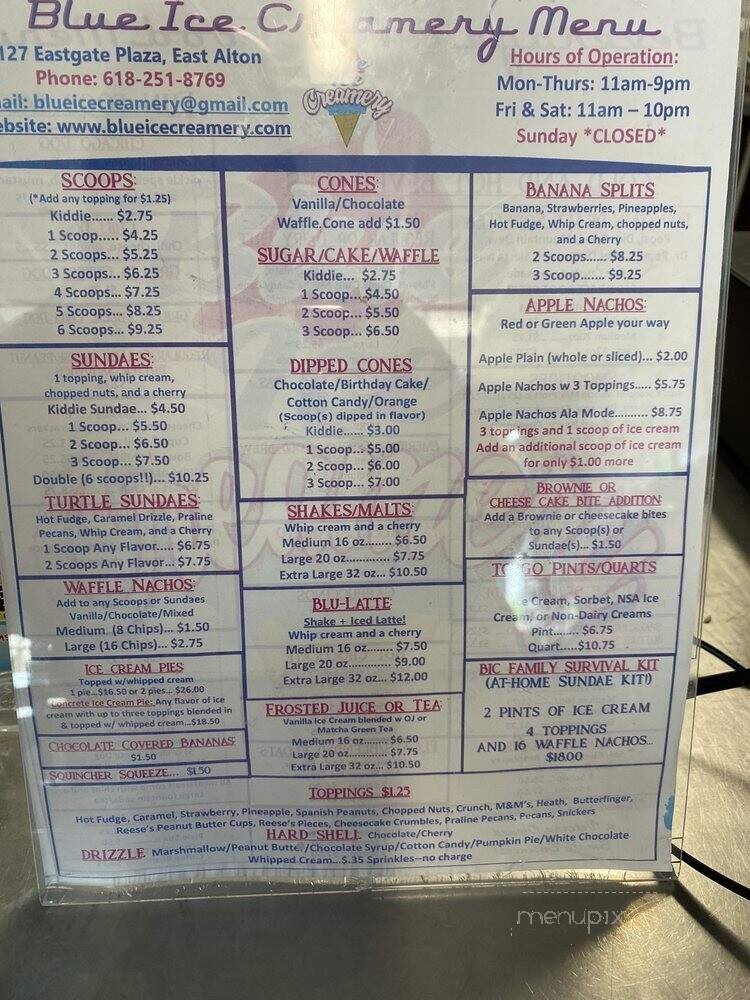 Blue Ice Creamery Menu
127 Eastgate Plaza, East Alton
Phone: 618-251-8769
ail: blueicecreamery@gmail.com
ebsite: www.blueicecreamery.com
Creamery
Hours of Operation:
Mon-Thurs: 11am-9pm
Fri & Sat: 11am – 10pm
Sunday *CLOSED*
SCOOPS:
(*Add any topping for $1.25)
Kiddie...... $2.75
1 Scoop..... $4.25
2 Scoops... $5.25
3 Scoops... $6.25
4 Scoops... $7.25
5 Scoops... $8.25
6 Scoops... $9.25
SUNDAES:
1 topping, whip cream,
chopped nuts, and a cherry
Kiddie Sundae... $4.50
1 Scoop... $5.50
2 Scoop... $6.50
3 Scoop... $7.50
Double (6 scoops!!)... $10.25
TURTLE SUNDAES:
Hot Fudge, Caramel Drizzle, Praline
Pecans, Whip Cream, and a Cherry
1 Scoop Any Flavor..... $6.75
2 Scoops Any Flavor... $7.75
WAFFLE NACHOS:
Add to any Scoops or Sundaes
Vanilla/Chocolate/Mixed
Medium (8 Chips)... $1.50
Large (16 Chips)... $2.75
ICE CREAM PIES
Topped w/whipped cream
1 pie...$16.50 or 2 pies... $26.00
Concrete Ice Cream Pie: Any flavor of ice
cream with up to three toppings blended in
& topped w/ whipped cream...$18.50
CHOCOLATE COVERED BANANAS:
$1.50
SQUINCHER SQUEEZE... $1.50
CONES:
Vanilla/Chocolate
Waffle.Cone add $1.50
SUGAR/CAKE/WAFFLE
Kiddie... $2.75
1 Scoop... $4.50
2 Scoop... $5.50
3 Scoop... $6.50
DIPPED CONES
Chocolate/Birthday Cake/
Cotton Candy/Orange
(Scoop(s) dipped in flavor)
Kiddie...... $3.00
1 Scoop... $5.00
2 Scoop... $6.00
3 Scoop... $7.00
SHAKES/MALTS:
Whip cream and a cherry
Medium 16 oz........ $6.50
Large 20 oz............ $7.75
Extra Large 32 oz... $10.50
BLU-LATTE:
Shake + Iced Latte!
Whip cream and a cherry
Medium 16 oz......... $7.50
Large 20 oz............ $9.00
Extra Large 32 oz... $12.00
FROSTED JUICE OR TEA:
Vanilla Ice Cream blended w OJ or
Matcha Green Tea
Medium 16 oz........ $6.50
Large 20 oz............. $7.75
Extra Large 32 oz... $10.50
BANANA SPLITS
Banana, Strawberries, Pineapples,
Hot Fudge, Whip Cream, chopped nuts,
and a Cherry
2 Scoops...... $8.25
3 Scoop....... $9.25
APPLE NACHOS:
Red or Green Apple your way
Apple Plain (whole or sliced)... $2.00
Apple Nachos w 3 Toppings..... $5.75
Apple Nachos Ala Mode.......... $8.75
3 toppings and 1 scoop of ice cream
Add an additional scoop of ice cream
for only $1.00 more
BROWNIE OR
CHEESE CAKE BITE ADDITION
Add a Brownie or cheesecake bites
to any Scoop(s) or
Sundae(s)... $1.50
TO GO PINTS/QUARTS
e Cream, Sorbet, NSA Ice
Cream, or Non-Dairy Creams
Pint........ $6.75
Quart.....$10.75
BIC FAMILY SURVIVAL KIT
(AT-HOME SUNDAE KIT!)
2 PINTS OF ICE CREAM
4 TOPPINGS
AND 16 WAFFLE NACHOS...
$18.00
TOPPINGS $1.25
Hot Fudge, Caramel, Strawberry, Pineapple, Spanish Peanuts, Chopped Nuts, Crunch, M&M's, Heath, Butterfinger,
Reese's Peanut Butter Cups, Reese's Pieces, Cheesecake Crumbles, Praline Pecans, Pecans, Snickers
HARD SHELL Chocolate/Cherry
DRIZZLE Marshmallow/Peanut Butte../Chocolate Syrup/Cotton Candy/Pumpkin Pie/White Chocolate
Whipped Cream...$.35 Sprinkles--no charge
menupix